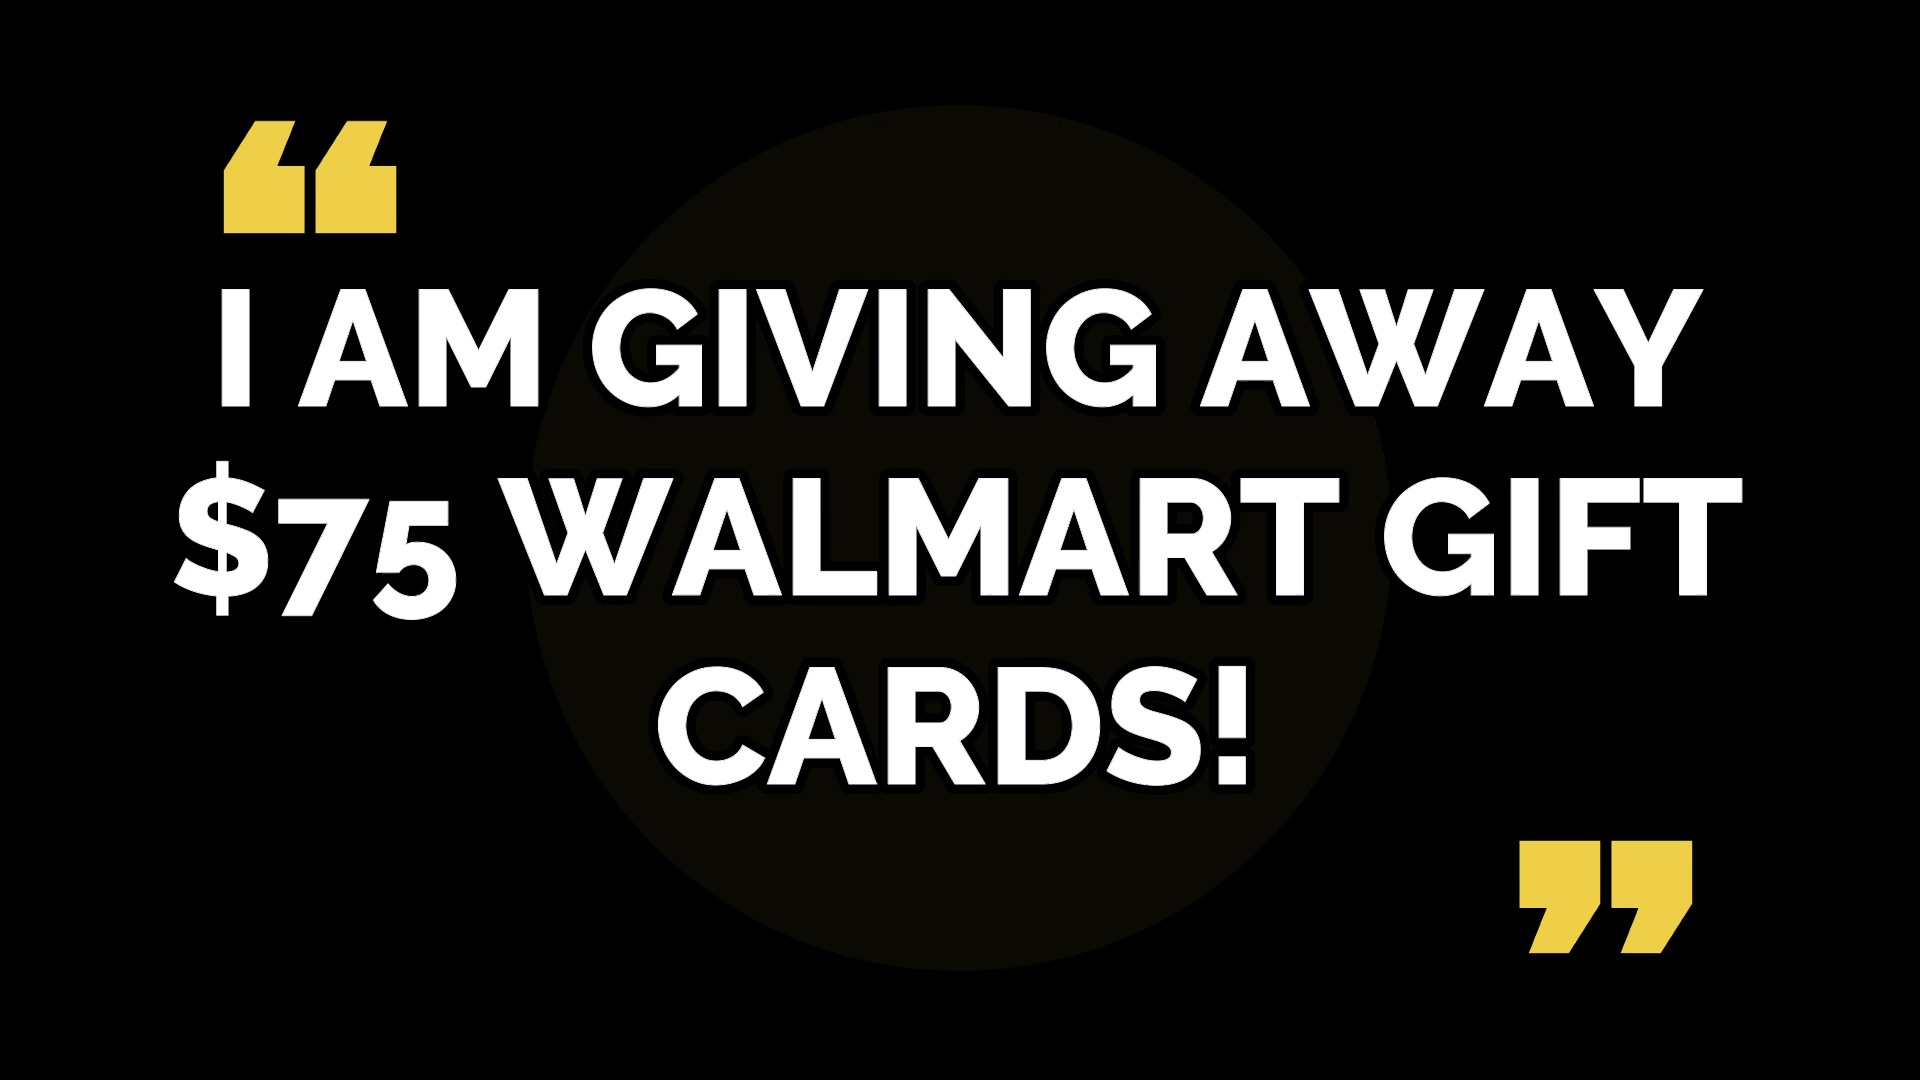 “
I AM GIVING AWAY
$75 WALMART GIFT
CARDS!
”